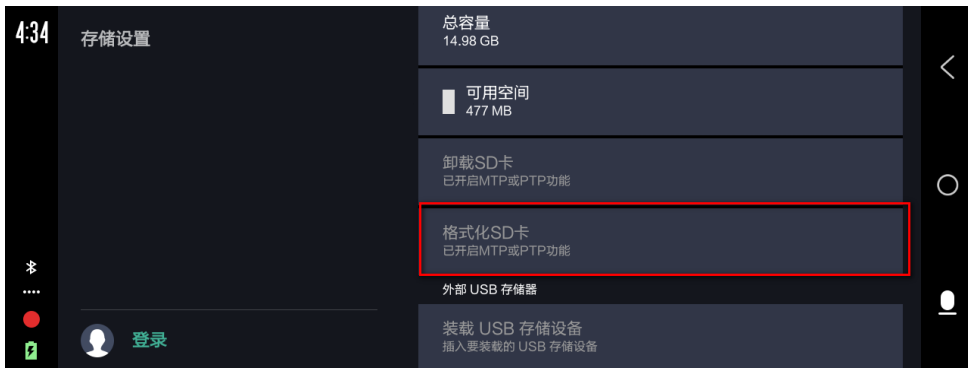 4:34
存储设置
总容量
14.98 GB
可用空间
477 MB
卸载SD卡
已开启MTP或PTP功能
格式化SD卡
已开启MTP或PTP功能
外部 USB 存储器
装载 USB 存储设备
插入要装载的 USB 存储设备
登录